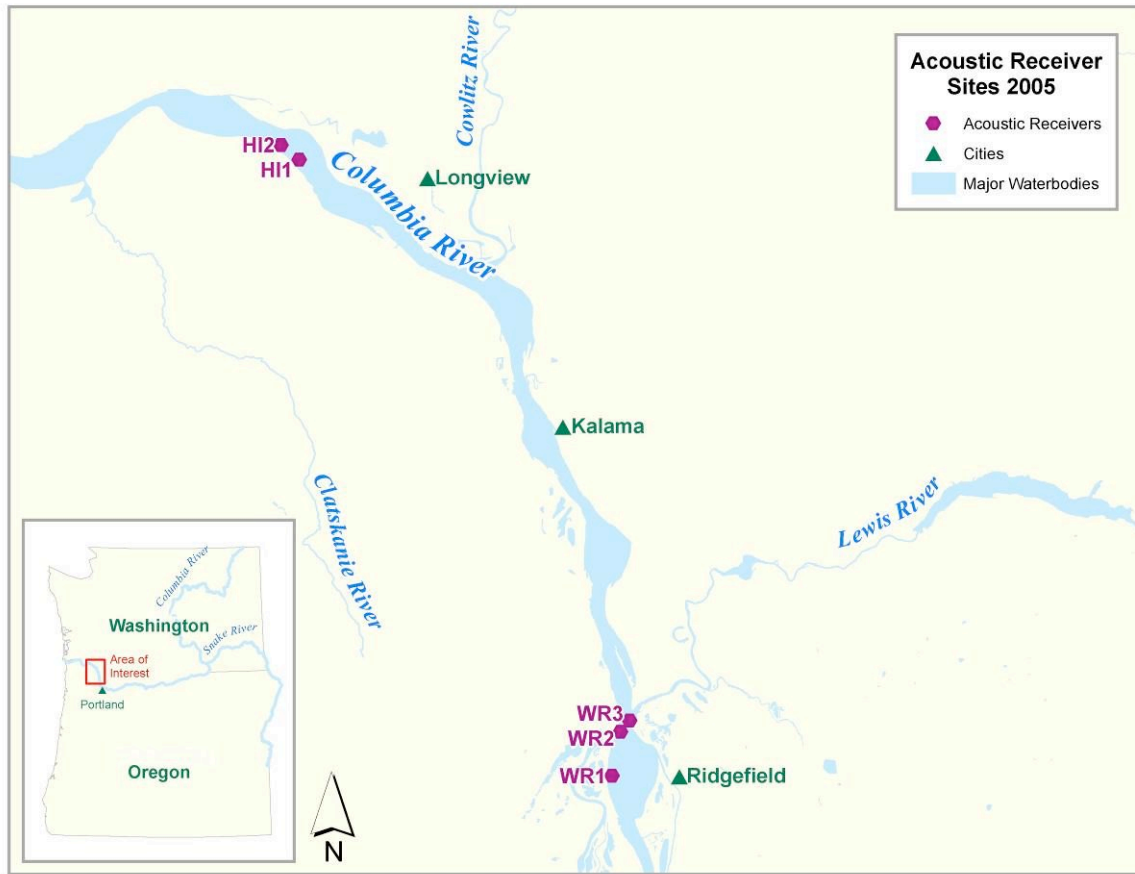 Acoustic Receiver
Sites 2005
Acoustic Receivers
Cities
Major Waterbodies
Cowlitz River
HI2
HI1
Longview
Columbia River
Kalama
Clatskanie River
Lewis River
WR3
WR2
WR1
Ridgefield
Columbia River
Washington
Snake River
Area of
Interest
Portland
Oregon
N